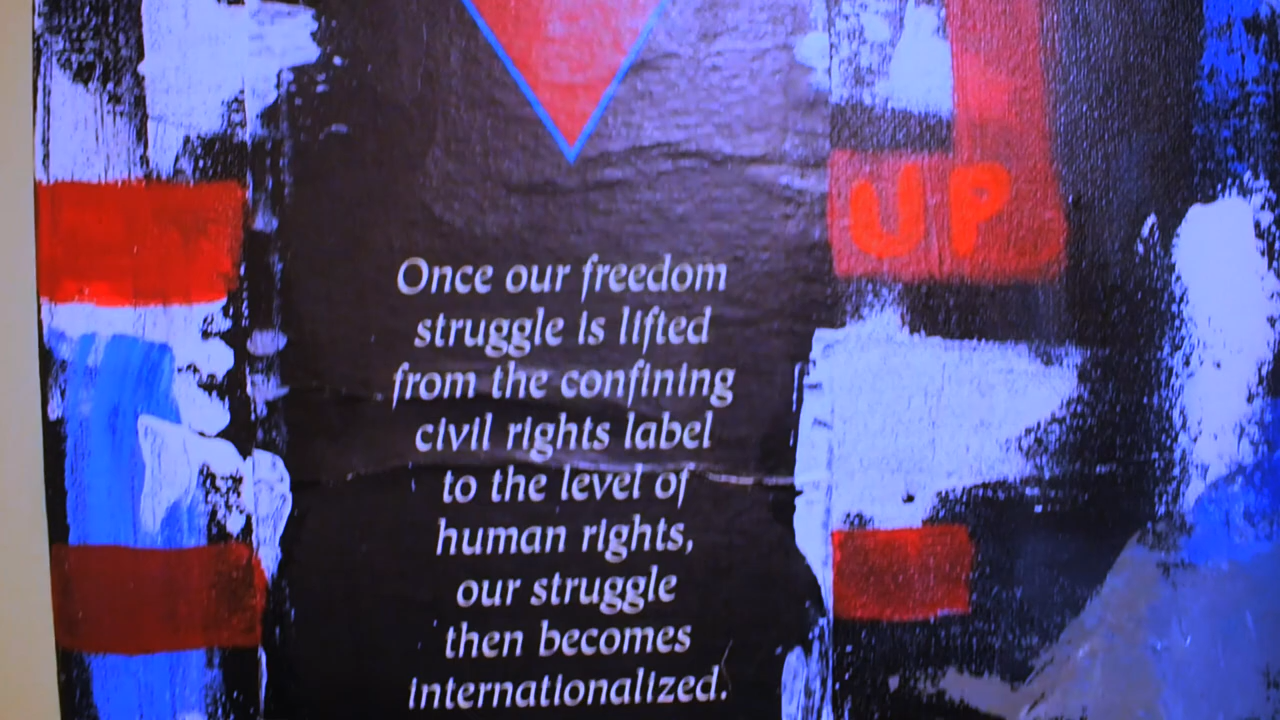 UP
Once our freedom
struggle is lifted
from the confining
civil rights label
to the level of
human rights,
our struggle
then becomes
internationalized.